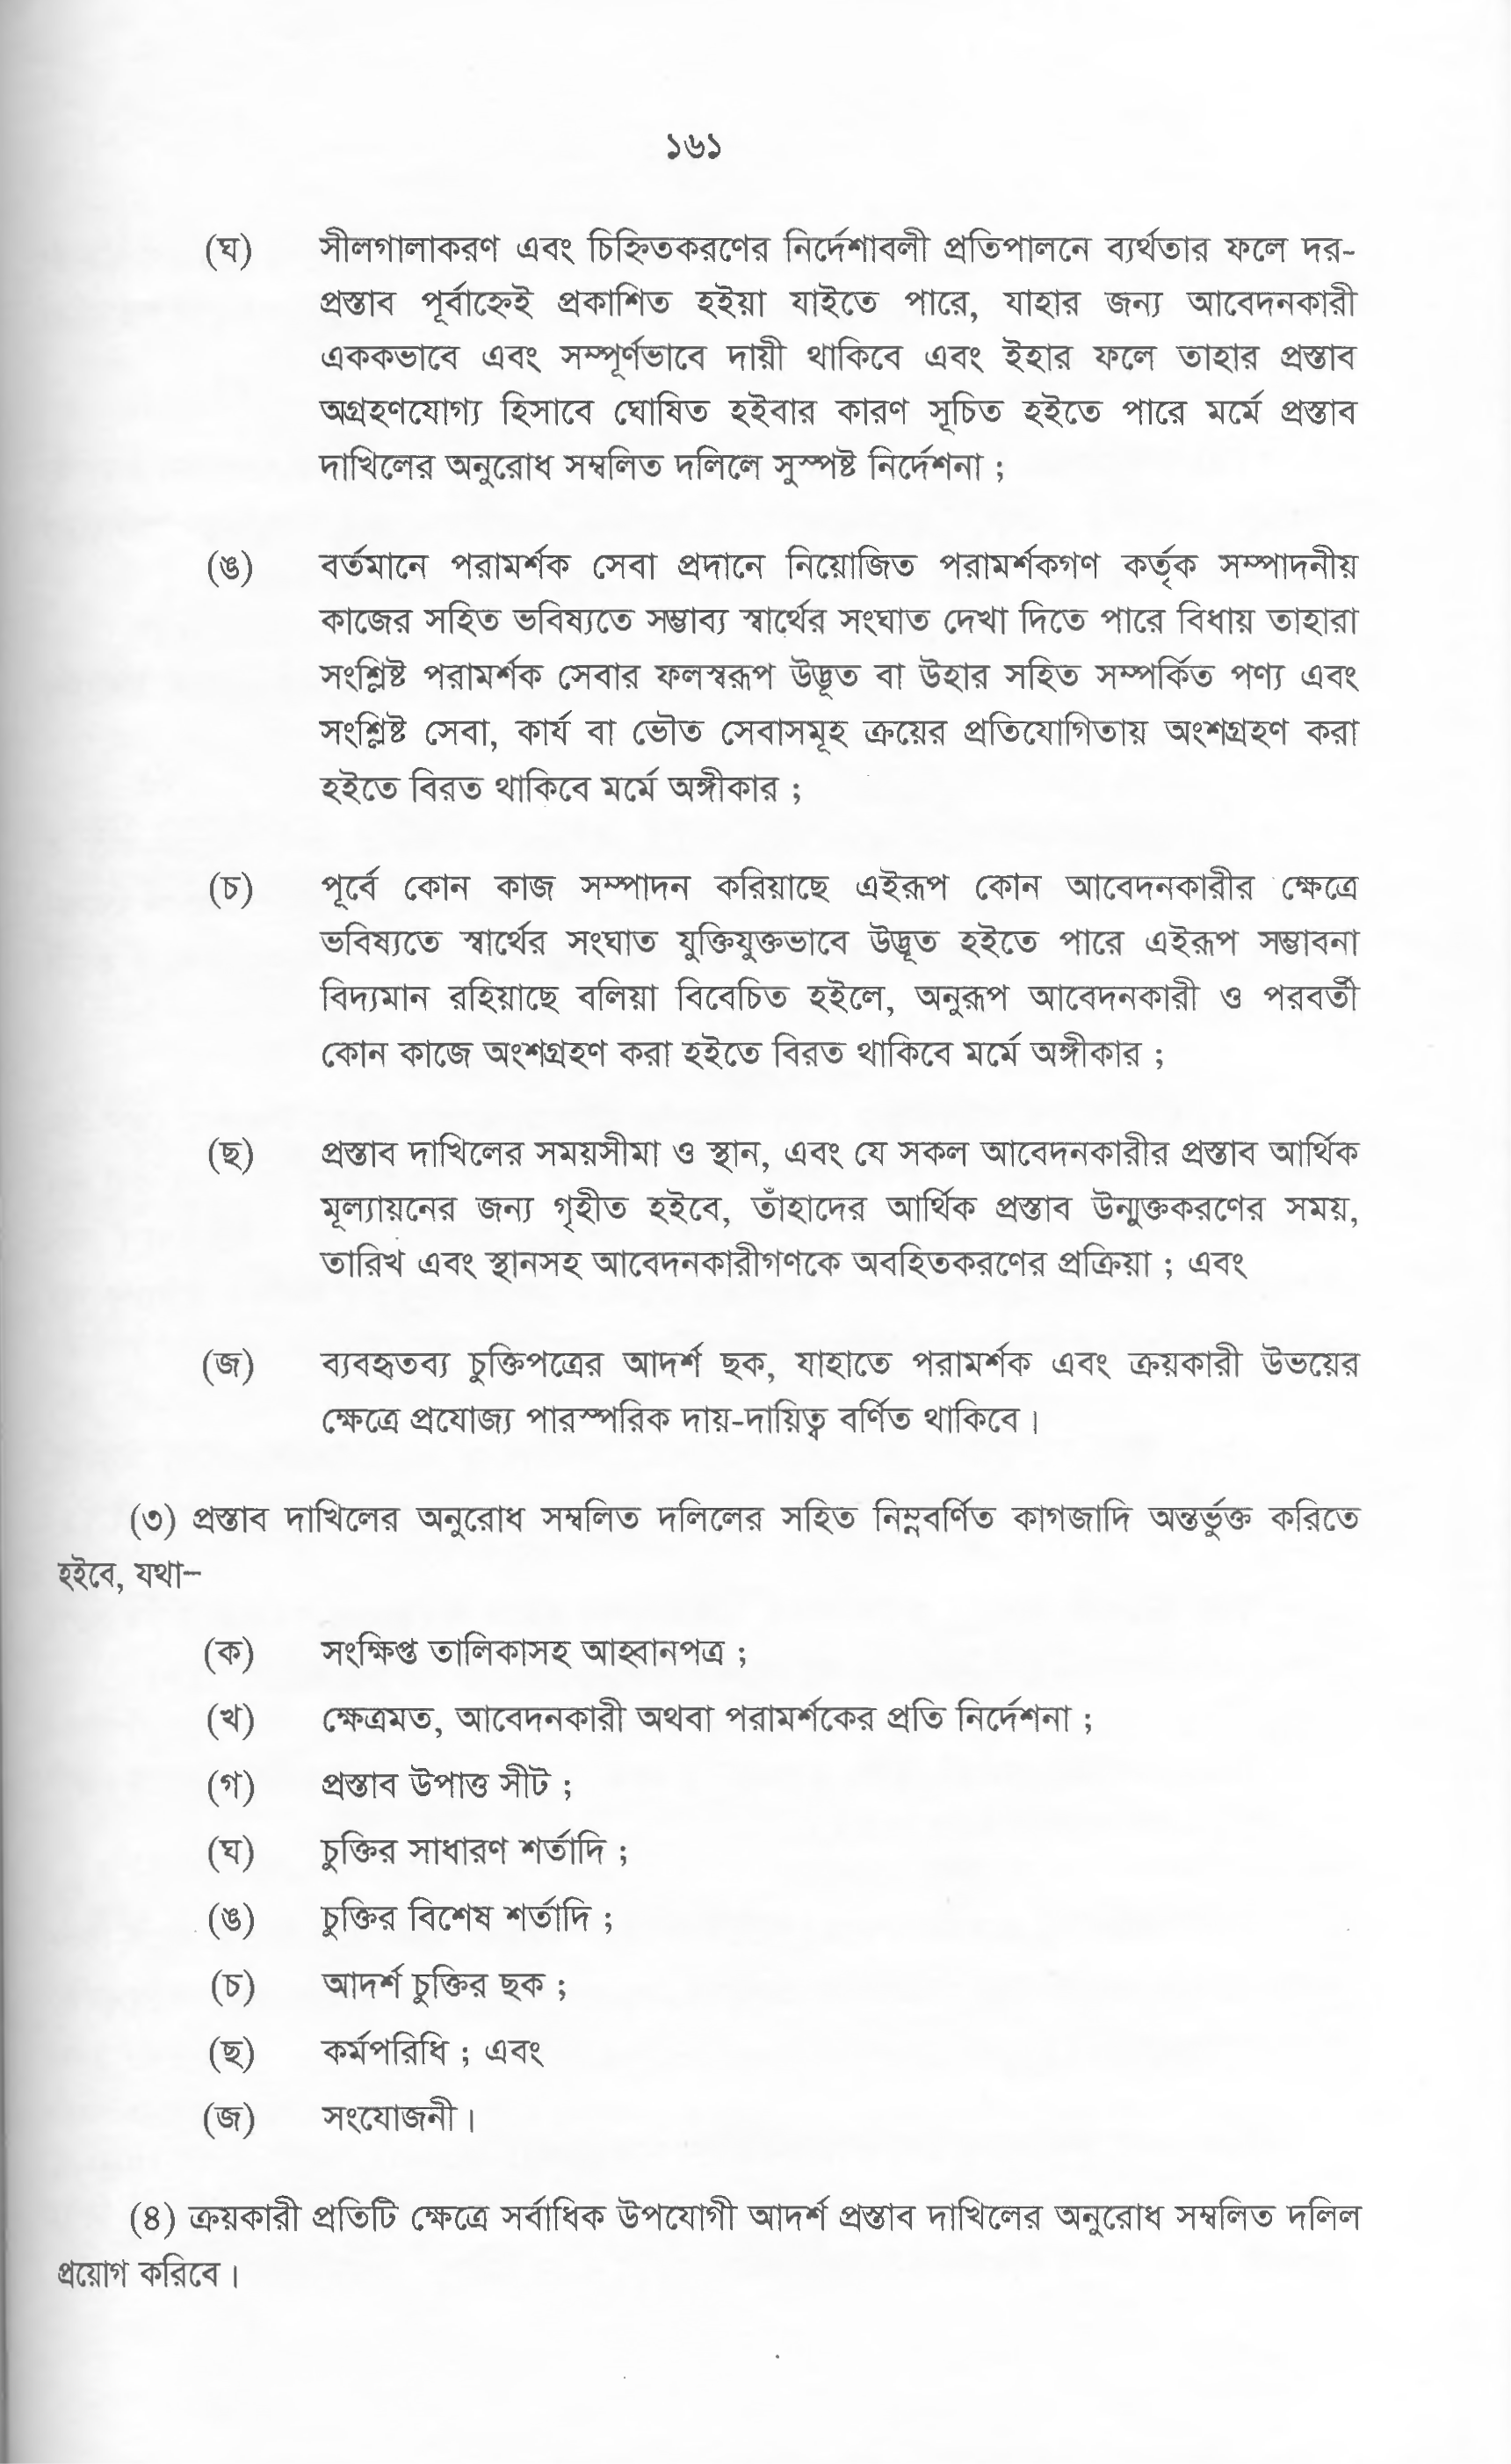 ১৬১
(ঘ) সীলগালাকরণ এবং চিহ্নিতকরণের নির্দেশাবলী প্রতিপালনে ব্যর্থতার ফলে দর-
প্রস্তাব পূর্বাহ্নেই প্রকাশিত হইয়া যাইতে পারে, যাহার জন্য আবেদনকারী
এককভাবে এবং সম্পূর্ণভাবে দায়ী থাকিবে এবং ইহার ফলে তাহার প্রস্তাব
অগ্রহণযোগ্য হিসাবে ঘোষিত হইবার কারণ সূচিত হইতে পারে মর্মে প্রস্তাব
দাখিলের অনুরোধ সম্বলিত দলিলে সুস্পষ্ট নির্দেশনা ;
(ঙ) বর্তমানে পরামর্শক সেবা প্রদানে নিয়োজিত পরামর্শকগণ কর্তৃক সম্পাদনীয়
কাজের সহিত ভবিষ্যতে সম্ভাব্য স্বার্থের সংঘাত দেখা দিতে পারে বিধায় তাহারা
সংশ্লিষ্ট পরামর্শক সেবার ফলস্বরূপ উদ্ভূত বা উহার সহিত সম্পর্কিত পণ্য এবং
সংশ্লিষ্ট সেবা, কার্য বা ভৌত সেবাসমূহ ক্রয়ের প্রতিযোগিতায় অংশগ্রহণ করা
হইতে বিরত থাকিবে মর্মে অঙ্গীকার ;
(চ) পূর্বে কোন কাজ সম্পাদন করিয়াছে এইরূপ কোন আবেদনকারীর ক্ষেত্রে
ভবিষ্যতে স্বার্থের সংঘাত যুক্তিযুক্তভাবে উদ্ভূত হইতে পারে এইরূপ সম্ভাবনা
বিদ্যমান রহিয়াছে বলিয়া বিবেচিত হইলে, অনুরূপ আবেদনকারী ও পরবর্তী
কোন কাজে অংশগ্রহণ করা হইতে বিরত থাকিবে মর্মে অঙ্গীকার ;
(ছ) প্রস্তাব দাখিলের সময়সীমা ও স্থান, এবং যে সকল আবেদনকারীর প্রস্তাব আর্থিক
মূল্যায়নের জন্য গৃহীত হইবে, তাঁহাদের আর্থিক প্রস্তাব উন্মুক্তকরণের সময়,
তারিখ এবং স্থানসহ আবেদনকারীগণকে অবহিতকরণের প্রক্রিয়া ; এবং
(জ) ব্যবহৃতব্য চুক্তিপত্রের আদর্শ ছক, যাহাতে পরামর্শক এবং ক্রয়কারী উভয়ের
ক্ষেত্রে প্রযোজ্য পারস্পরিক দায়-দায়িত্ব বর্ণিত থাকিবে।
(৩) প্রস্তাব দাখিলের অনুরোধ সম্বলিত দলিলের সহিত নিম্নবর্ণিত কাগজাদি অন্তর্ভুক্ত করিতে
হইবে, যথা–
(ক) সংক্ষিপ্ত তালিকাসহ আহ্বানপত্র ;
(খ) ক্ষেত্রমত, আবেদনকারী অথবা পরামর্শকের প্রতি নির্দেশনা ;
(গ) প্রস্তাব উপাত্ত সীট ;
(ঘ) চুক্তির সাধারণ শর্তাদি ;
(ঙ) চুক্তির বিশেষ শর্তাদি ;
(চ) আদর্শ চুক্তির ছক ;
(ছ) কর্মপরিধি ; এবং
(জ) সংযোজনী।
(৪) ক্রয়কারী প্রতিটি ক্ষেত্রে সর্বাধিক উপযোগী আদর্শ প্রস্তাব দাখিলের অনুরোধ সম্বলিত দলিল
প্রয়োগ করিবে।